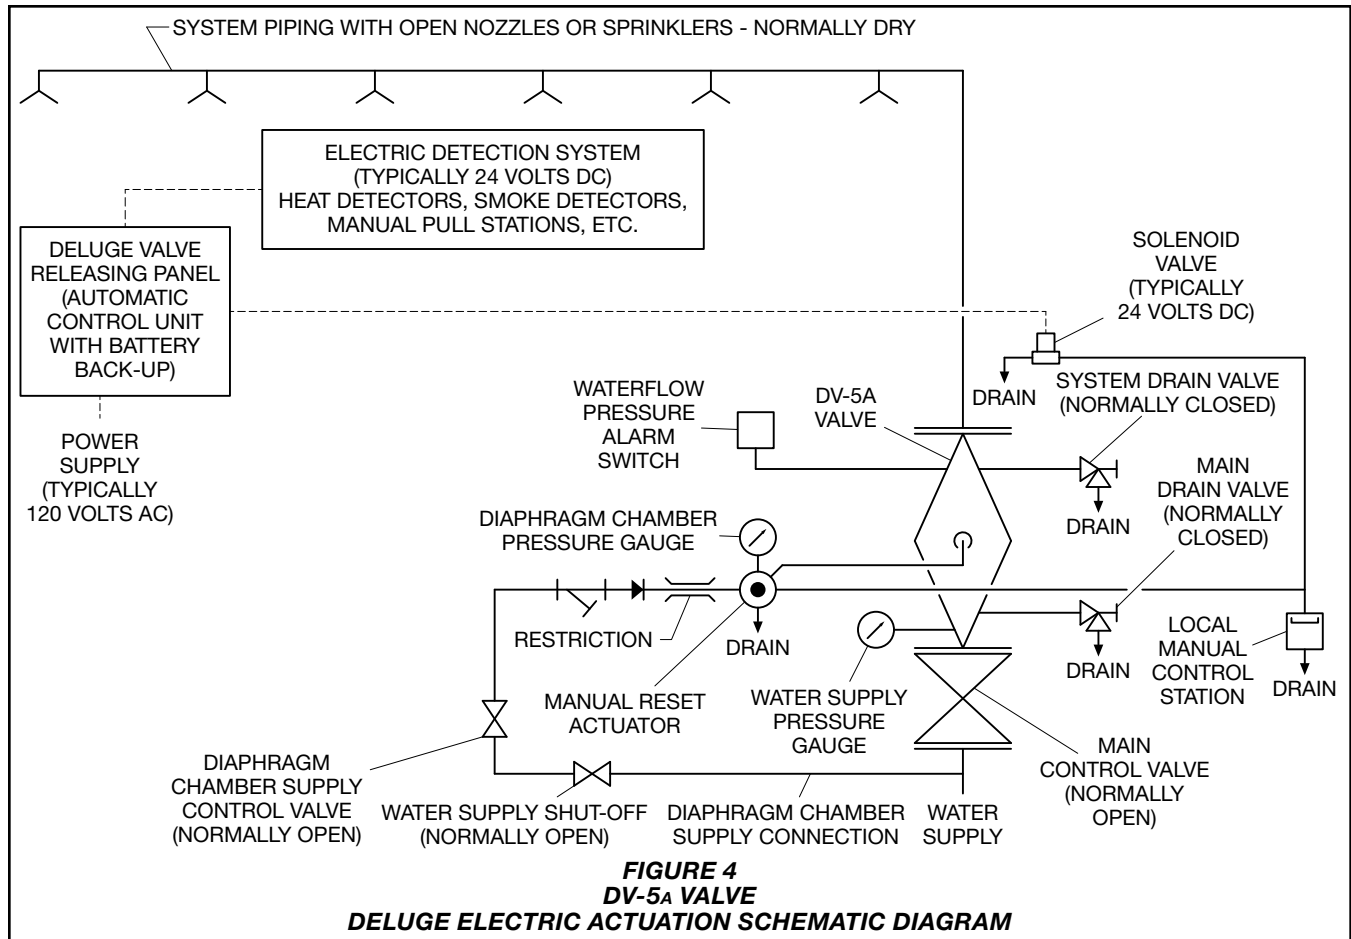 SYSTEM PIPING WITH OPEN NOZZLES OR SPRINKLERS - NORMALLY DRY
ELECTRIC DETECTION SYSTEM
(TYPICALLY 24 VOLTS DC)
HEAT DETECTORS, SMOKE DETECTORS,
MANUAL PULL STATIONS, ETC.
DELUGE VALVE
RELEASING PANEL
(AUTOMATIC
CONTROL UNIT
WITH BATTERY
BACK-UP)
POWER
SUPPLY
(TYPICALLY
120 VOLTS AC)
SOLENOID
VALVE
(TYPICALLY
24 VOLTS DC)
DRAIN
SYSTEM DRAIN VALVE
(NORMALLY CLOSED)
WATERFLOW
PRESSURE
ALARM
SWITCH
DV-5A
VALVE
DRAIN
MAIN
DRAIN VALVE
(NORMALLY
CLOSED)
DIAPHRAGM CHAMBER
PRESSURE GAUGE
RESTRICTION
DRAIN
DRAIN
LOCAL
MANUAL
CONTROL
STATION
DRAIN
MANUAL RESET
ACTUATOR
WATER SUPPLY
PRESSURE
GAUGE
MAIN
CONTROL VALVE
(NORMALLY
OPEN)
DIAPHRAGM
CHAMBER SUPPLY
CONTROL VALVE
(NORMALLY OPEN)
WATER SUPPLY SHUT-OFF
(NORMALLY OPEN)
DIAPHRAGM CHAMBER
SUPPLY CONNECTION
WATER
SUPPLY
FIGURE 4
DV-5A VALVE
DELUGE ELECTRIC ACTUATION SCHEMATIC DIAGRAM